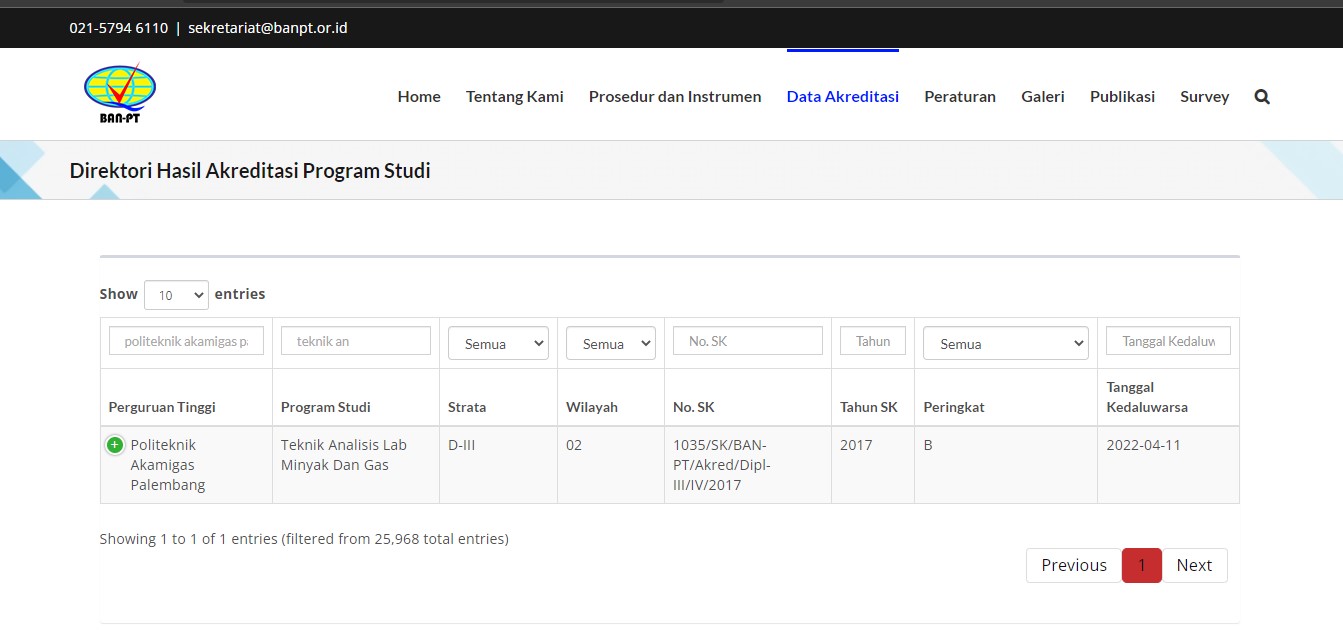 021-5794 6110 | sekretariat@banpt.or.id
BAN-PT
Home Tentang Kami Prosedur dan Instrumen Data Akreditasi Peraturan Galeri Publikasi Survey
Direktori Hasil Akreditasi Program Studi
Show 10 entries
politeknik akamigas pa teknik an Semua Semua No. SK Tahun Semua Tanggal Kedaluw
Perguruan Tinggi Program Studi Strata Wilayah No. SK Tahun SK Peringkat Tanggal
Kedaluwarsa
Politeknik Teknik Analisis Lab D-III 02 1035/SK/BAN- 2017 B 2022-04-11
Akamigas Minyak Dan Gas PT/Akred/Dipl-
Palembang III/IV/2017
Showing 1 to 1 of 1 entries (filtered from 25,968 total entries)
Previous 1 Next